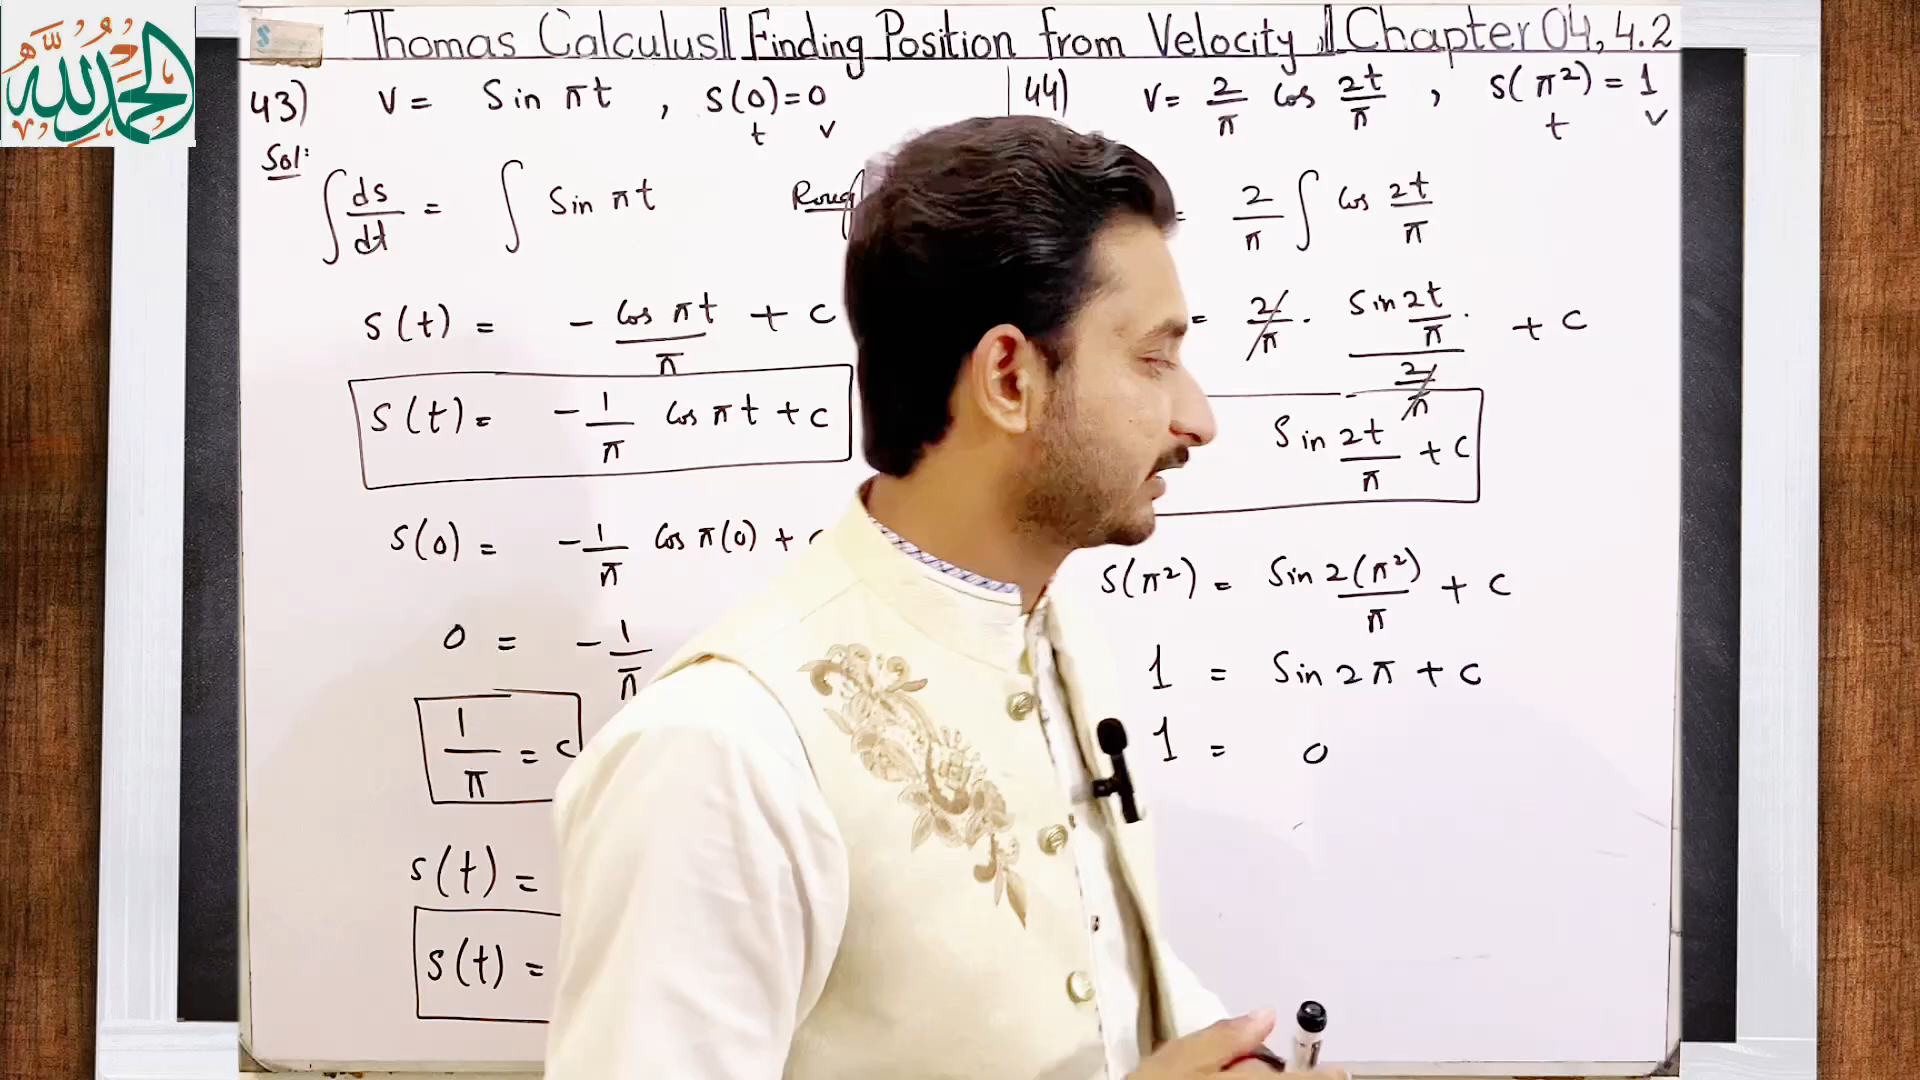 الحمد لله
Thomas Calculus || Finding Position from Velocity || Chapter 04, 4.2
43) v = Sin πt , s(0)=0
t v
Sol:
∫ ds/dt = ∫ Sin πt
Rough
s(t) = - Cos πt / π + c
s(t) = - 1/π Cos πt + c
s(0) = - 1/π Cos π(0) +
0 = - 1/π
1/π = c
s(t) =
s(t) =
44) v = 2/π Cos 2t/π , s(π²) = 1
t v
= 2/π ∫ Cos 2t/π
= 2/π . Sin 2t/π . / 2/π + c
Sin 2t/π + c
s(π²) = Sin 2(π²)/π + c
1 = Sin 2π + c
1 = 0